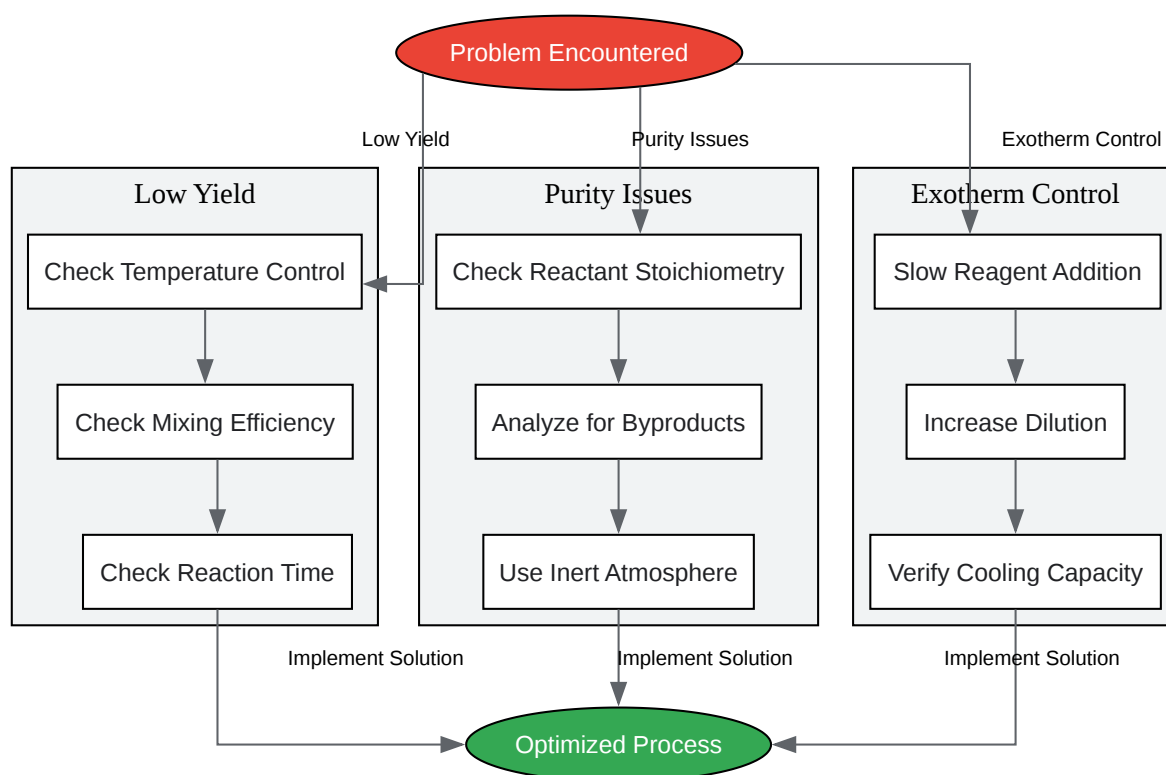 Problem Encountered
Low Yield
Purity Issues
Exotherm Control
Low Yield
Purity Issues
Exotherm Control
Check Temperature Control
Check Reactant Stoichiometry
Slow Reagent Addition
Check Mixing Efficiency
Analyze for Byproducts
Increase Dilution
Check Reaction Time
Use Inert Atmosphere
Verify Cooling Capacity
Implement Solution
Implement Solution
Implement Solution
Optimized Process